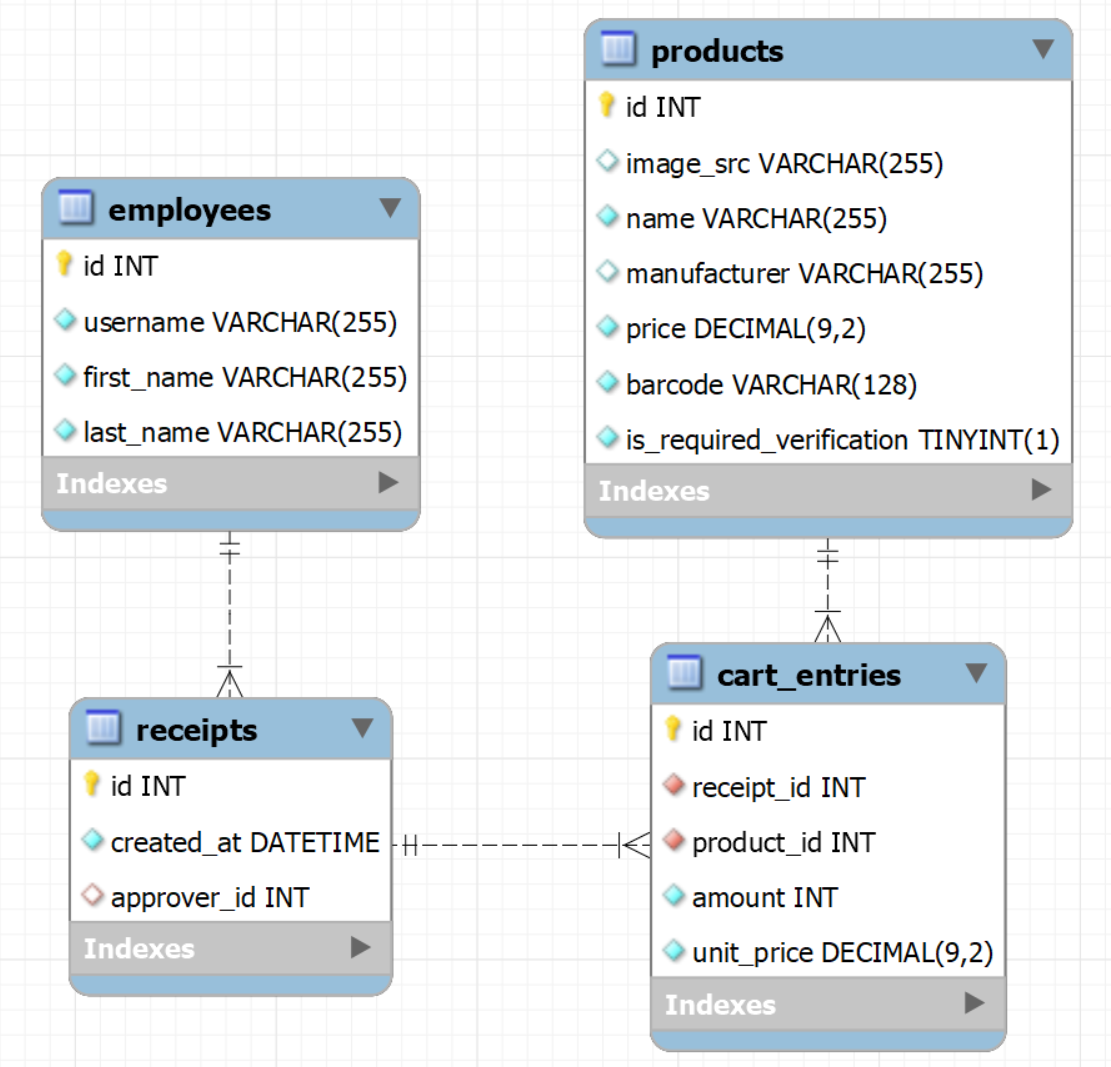 employees
id INT
username VARCHAR(255)
first_name VARCHAR(255)
last_name VARCHAR(255)
Indexes
products
id INT
image_src VARCHAR(255)
name VARCHAR(255)
manufacturer VARCHAR(255)
price DECIMAL(9,2)
barcode VARCHAR(128)
is_required_verification TINYINT(1)
Indexes
receipts
id INT
created_at DATETIME
approver_id INT
Indexes
cart_entries
id INT
receipt_id INT
product_id INT
amount INT
unit_price DECIMAL(9,2)
Indexes